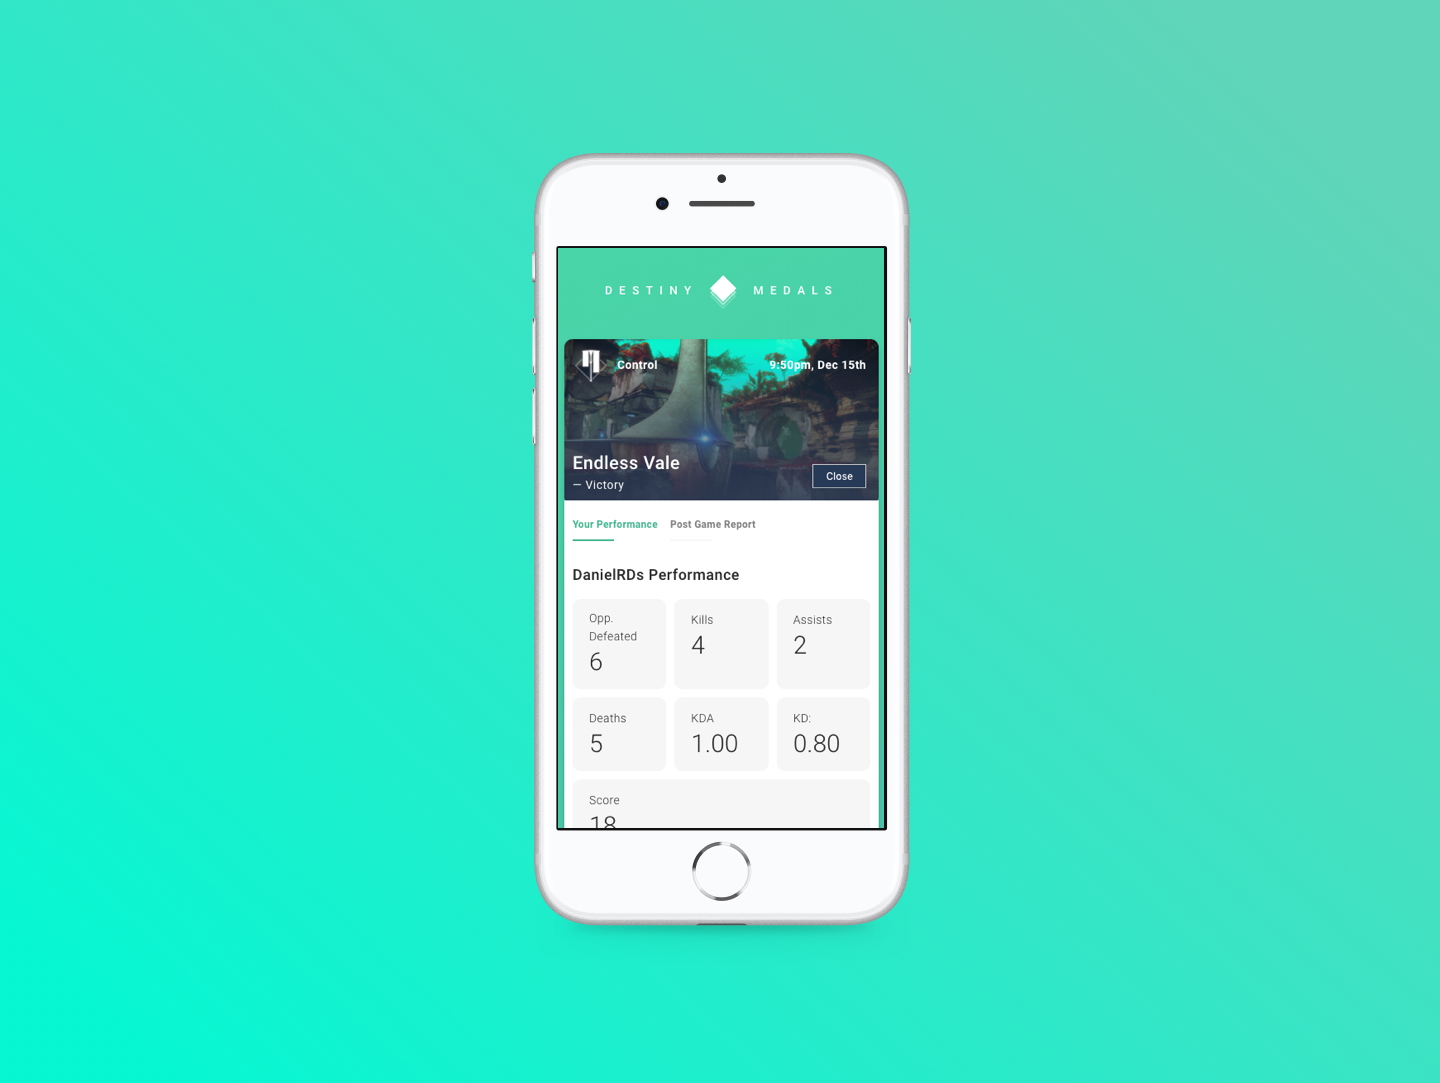 DESTINY MEDALS
Control 9:50pm, Dec 15th
Endless Vale
— Victory
Close
Your Performance Post Game Report
DanielRDs Performance
Opp.
Defeated
6
Kills
4
Assists
2
Deaths
5
KDA
1.00
KD:
0.80
Score
18